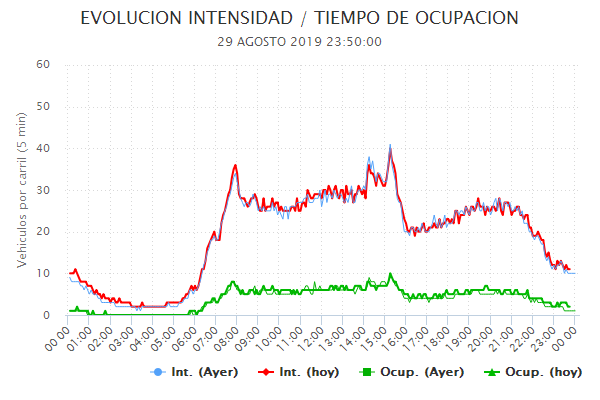 EVOLUCION INTENSIDAD / TIEMPO DE OCUPACION
29 AGOSTO 2019 23:50:00
Vehiculos por carril (5 min)
60
50
40
30
20
10
0
00:00 01:00 02:00 03:00 04:00 05:00 06:00 07:00 08:00 09:00 10:00 11:00 12:00 13:00 14:00 15:00 16:00 17:00 18:00 19:00 20:00 21:00 22:00 23:00 00:00
Int. (Ayer) Int. (hoy) Ocup. (Ayer) Ocup. (hoy)